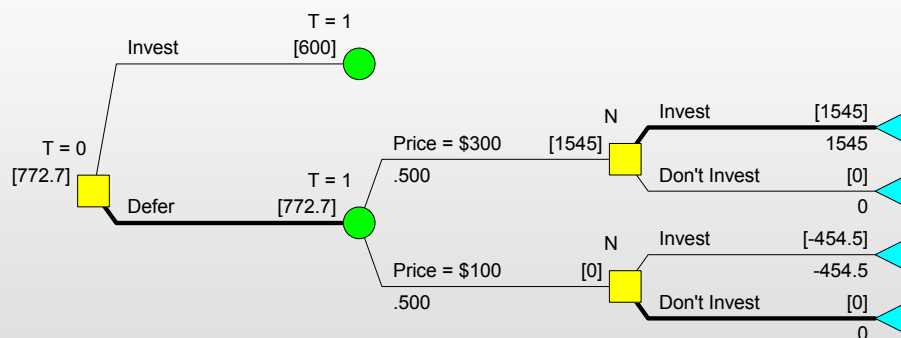 T = 1
Invest
[600]
T = 0
[772.7]
T = 1
Defer
[772.7]
Price = $300
[1545]
.500
N
Invest
[1545]
1545
Don't Invest
[0]
0
Price = $100
[0]
.500
N
Invest
[-454.5]
-454.5
Don't Invest
[0]
0